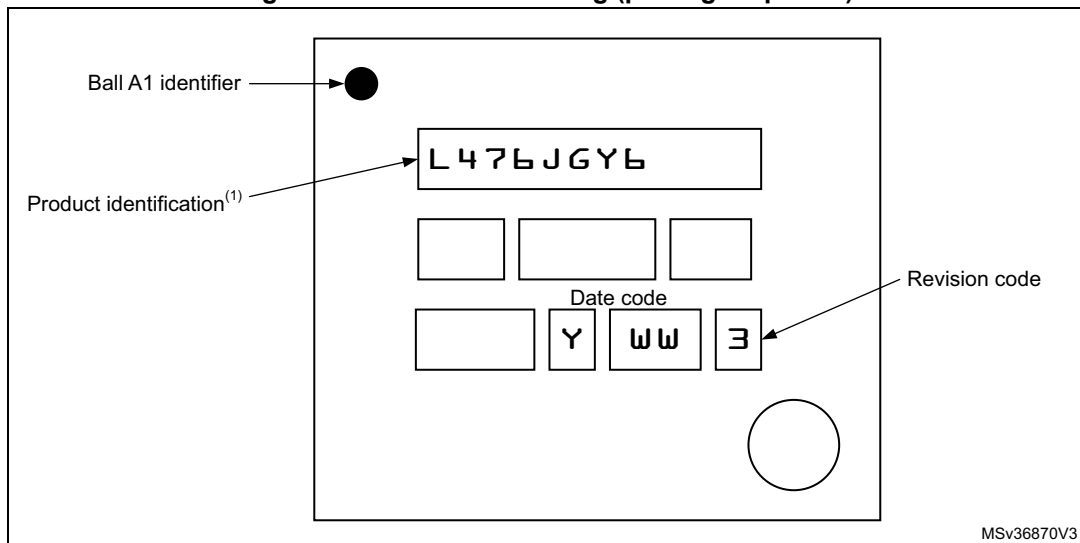 Ball A1 identifier
L476JGY6
Product identification(1)
Revision code
Date code
Y WW 3
MSv36870V3